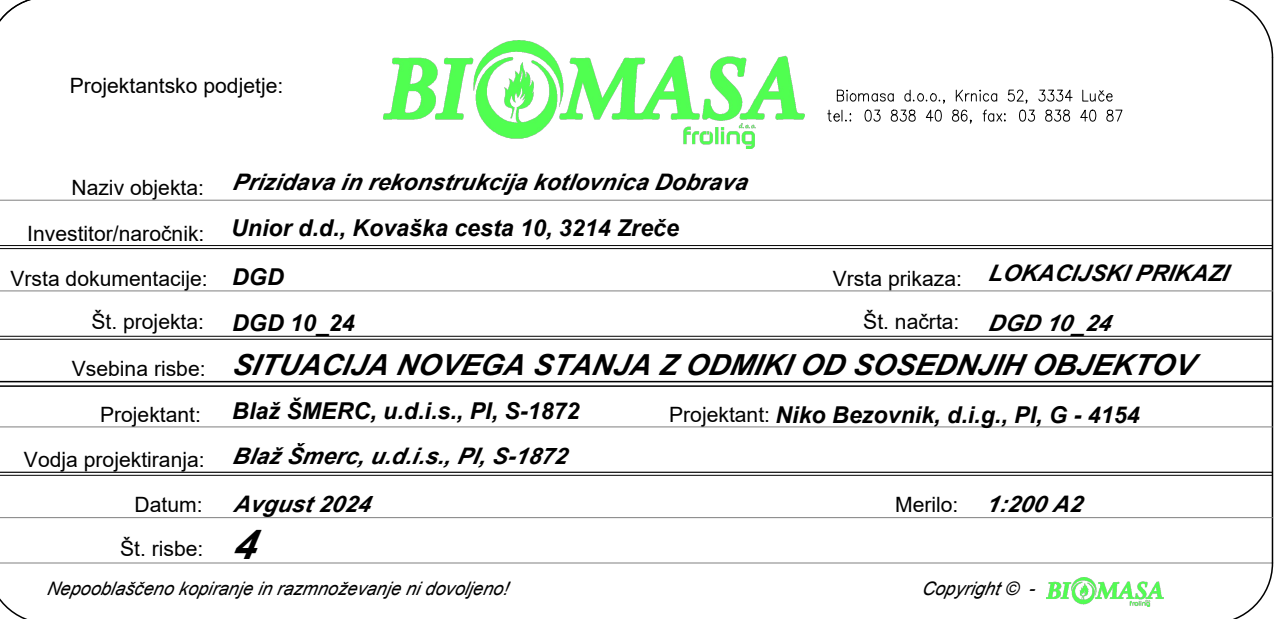 Projektantsko podjetje:
BIOMASA
d.o.o.
froling
Biomasa d.o.o., Krnica 52, 3334 Luče
tel.: 03 838 40 86, fax: 03 838 40 87
Naziv objekta: Prizidava in rekonstrukcija kotlovnica Dobrava
Investitor/naročnik: Unior d.d., Kovaška cesta 10, 3214 Zreče
Vrsta dokumentacije: DGD Vrsta prikaza: LOKACIJSKI PRIKAZI
Št. projekta: DGD 10_24 Št. načrta: DGD 10_24
Vsebina risbe: SITUACIJA NOVEGA STANJA Z ODMIKI OD SOSEDNJIH OBJEKTOV
Projektant: Blaž ŠMERC, u.d.i.s., PI, S-1872 Projektant: Niko Bezovnik, d.i.g., PI, G - 4154
Vodja projektiranja: Blaž Šmerc, u.d.i.s., PI, S-1872
Datum: Avgust 2024 Merilo: 1:200 A2
Št. risbe: 4
Nepooblaščeno kopiranje in razmnoževanje ni dovoljeno! Copyright © - BIOMASA
froling